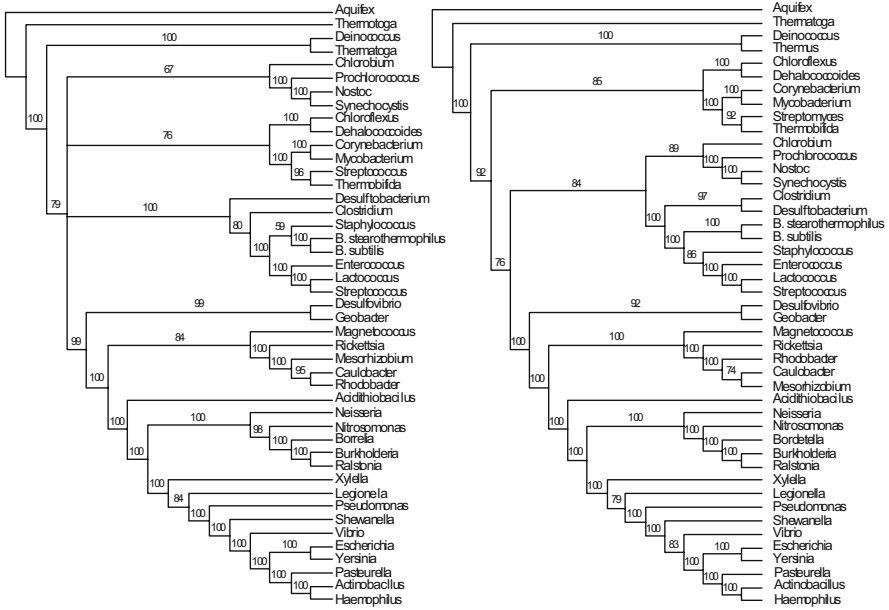 Aquifex
Thermotoga
100
Deinococcus
Thermatoga
67
Chlorobium
Prochlorococcus
100
Nostoc
100
Synechocystis
100
100
Chloroflexus
Dehalococcoides
76
100
Corynebacterium
100
Mycobacterium
96
Streptococcus
Thermobifida
79
100
Desulftobacterium
80
Clostridium
59
Staphylococcus
100
100
B. stearothermophilus
B. subtilis
100
Enterococcus
100
Lactococcus
Streptococcus
99
Desulfovibrio
Geobacter
99
84
Magnetococcus
100
Rickettsia
100
Mesorhizobium
95
Caulobacter
Rhodobacter
100
Acidithiobacilus
100
100
Neisseria
98
Nitrosomonas
100
Borrelia
100
Burkholderia
Ralstonia
100
Xylella
84
Legionela
100
Pseudomonas
100
Shewanella
100
Vibrio
100
100
Escherichia
Yersinia
100
Pasteurella
100
Actinobacillus
Haemophilus
Aquifex
Thermatoga
100
Deinococcus
Thermus
100
85
100
Chloroflexus
Dehalococcoides
100
100
Corynebacterium
Mycobacterium
92
Streptomyces
Thermobifida
92
84
89
Chlorobium
100
Prochlorococcus
100
Nostoc
Synechocystis
97
Clostridium
Desulftobacterium
100
100
100
B. stearothermophilus
B. subtilis
86
Staphylococcus
100
Enterococcus
100
Lactococcus
Streptococcus
76
92
Desulfovibrio
Geobacter
100
100
Magnetococcus
100
Rickettsia
100
Rhodobacter
74
Caulobacter
Mesorhizobium
100
Acidithiobacilus
100
100
Neisseria
100
Nitrosomonas
100
Bordetella
100
Burkholderia
Ralstonia
100
Xylella
100
Legionella
79
Pseudomonas
100
Shewanella
100
Vibrio
83
100
Escherichia
Yersinia
100
Pasteurella
100
Actinobacillus
100
Haemophilus